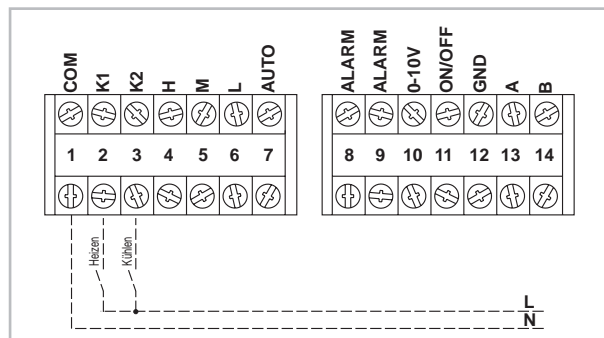 COM K1 K2 H M L AUTO
ALARM ALARM 0-10V ON/OFF GND A B
1 2 3 4 5 6 7
8 9 10 11 12 13 14
Heizen
Kühlen
L
N